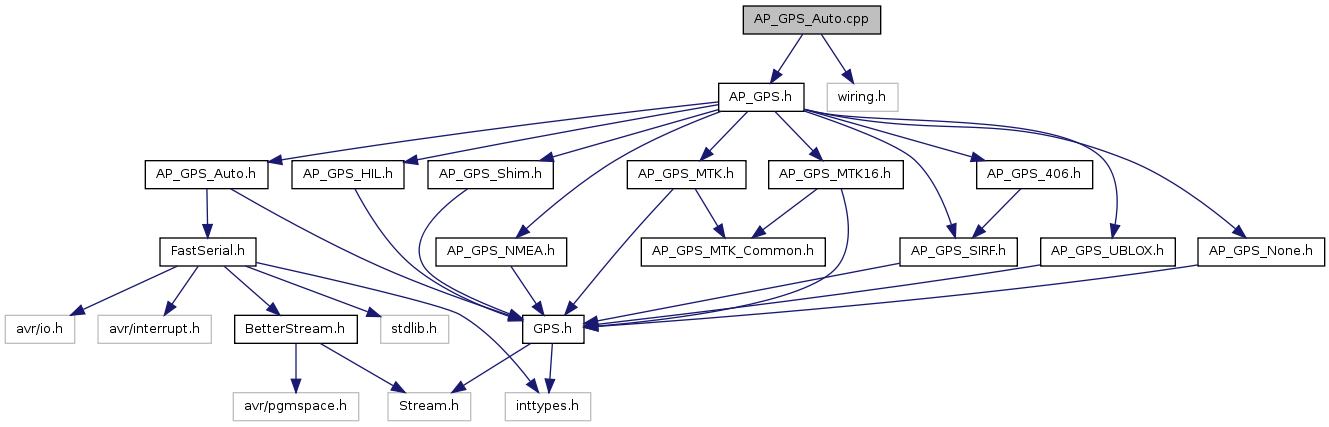 AP_GPS_Auto.cpp
AP_GPS.h
wiring.h
AP_GPS_Auto.h
AP_GPS_HIL.h
AP_GPS_Shim.h
AP_GPS_MTK.h
AP_GPS_MTK16.h
AP_GPS_406.h
FastSerial.h
AP_GPS_NMEA.h
AP_GPS_MTK_Common.h
AP_GPS_SIRF.h
AP_GPS_UBLOX.h
AP_GPS_None.h
avr/io.h
avr/interrupt.h
BetterStream.h
stdlib.h
GPS.h
avr/pgmspace.h
Stream.h
inttypes.h